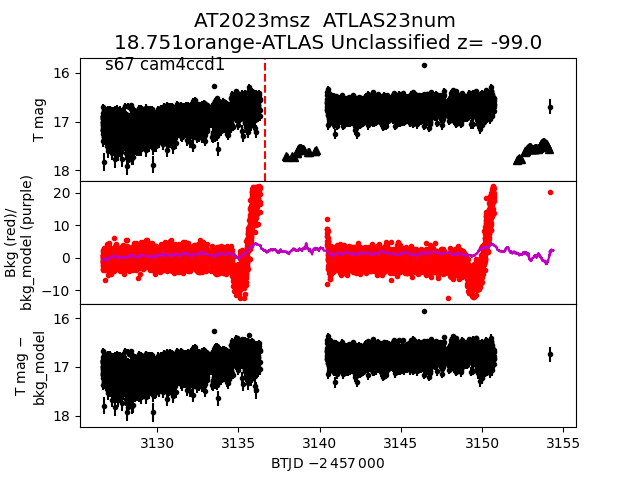 AT2023msz  ATLAS23num
18.751orange-ATLAS Unclassified z= -99.0
s67 cam4ccd1
T mag
16
17
18
Bkg (red)/
bkg_model (purple)
20
10
0
−10
T mag −
bkg_model
16
17
18
3130
3135
3140
3145
3150
3155
BTJD −2 457 000